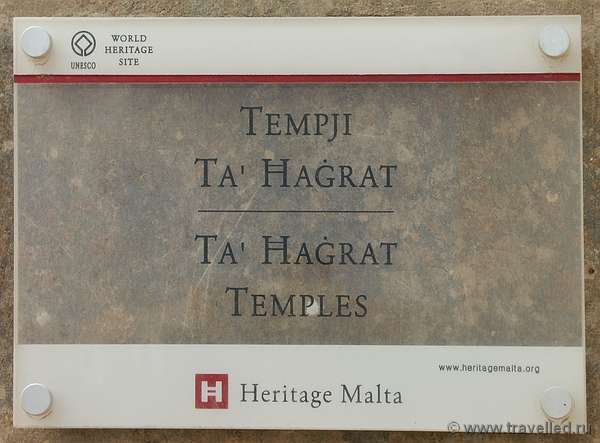 WORLD
HERITAGE
SITE
UNESCO
TEMPJI
TA' ĦAĠRAT
TA' ĦAĠRAT
TEMPLES
www.heritagemalta.org
Heritage Malta
© www.travelled.ru